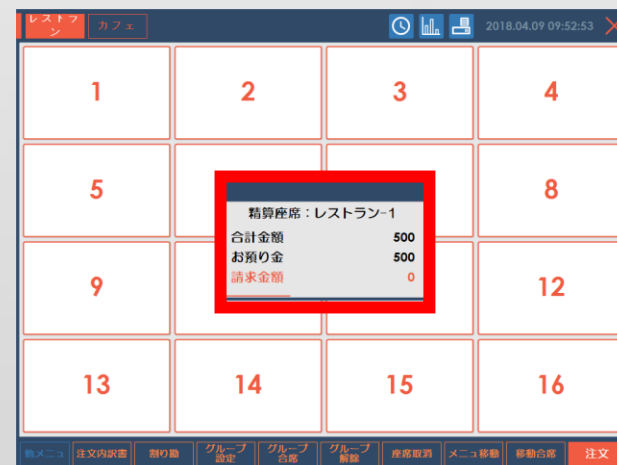 レストラン
カフェ
2018.04.09 09:52:53
1
2
3
4
5
8
9
12
13
14
15
16
精算座席：レストラン-1
合計金額 500
お預り金 500
請求金額 0
注文内訳書
割り勘
グループ設定
グループ合席
グループ解除
座席取消
メニュー移動
移動合席
注文